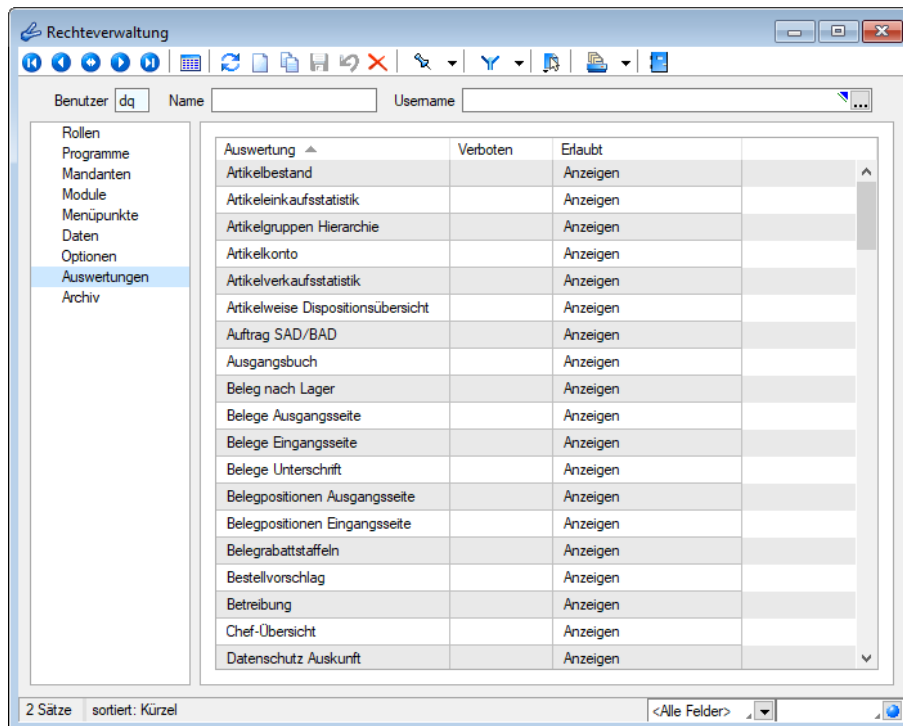 Rechteverwaltung
Benutzer dq Name Username ...
Rollen
Programme
Mandanten
Module
Menüpunkte
Daten
Optionen
Auswertungen
Archiv
Auswertung Verboten Erlaubt
Artikelbestand Anzeigen
Artikeleinkaufsstatistik Anzeigen
Artikelgruppen Hierarchie Anzeigen
Artikelkonto Anzeigen
Artikelverkaufsstatistik Anzeigen
Artikelweise Dispositionsübersicht Anzeigen
Auftrag SAD/BAD Anzeigen
Ausgangsbuch Anzeigen
Beleg nach Lager Anzeigen
Belege Ausgangsseite Anzeigen
Belege Eingangsseite Anzeigen
Belege Unterschrift Anzeigen
Belegpositionen Ausgangsseite Anzeigen
Belegpositionen Eingangsseite Anzeigen
Belegrabattstaffeln Anzeigen
Bestellvorschlag Anzeigen
Betreibung Anzeigen
Chef-Übersicht Anzeigen
Datenschutz Auskunft Anzeigen
2 Sätze sortiert: Kürzel <Alle Felder>